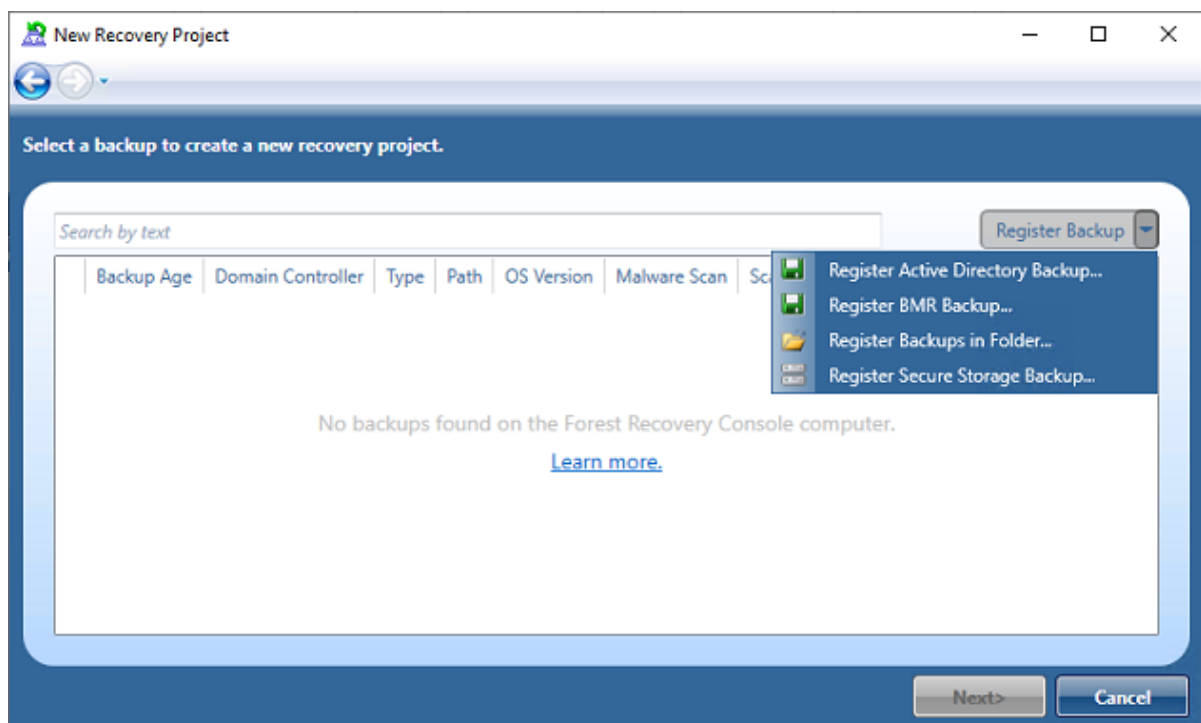 New Recovery Project
Select a backup to create a new recovery project.
Search by text
Register Backup
Backup Age Domain Controller Type Path OS Version Malware Scan
Register Active Directory Backup...
Register BMR Backup...
Register Backups in Folder...
Register Secure Storage Backup...
No backups found on the Forest Recovery Console computer.
Learn more.
Next>
Cancel